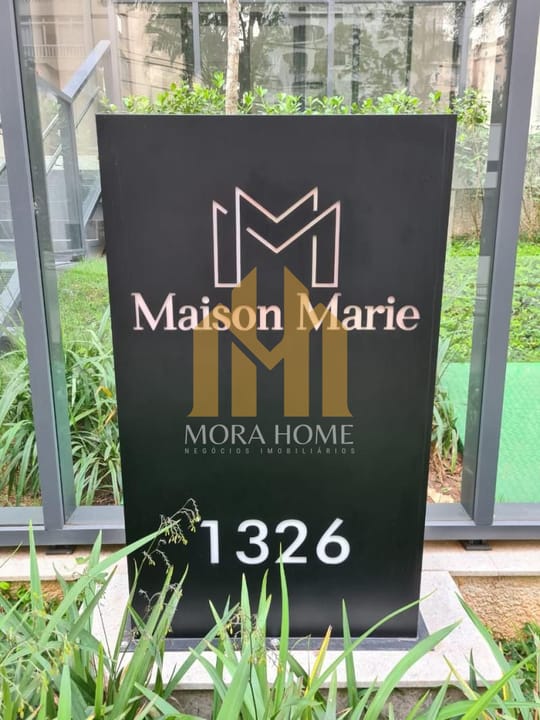 Maison Marie
MORA HOME
NEGÓCIOS IMOBILIÁRIOS
1326